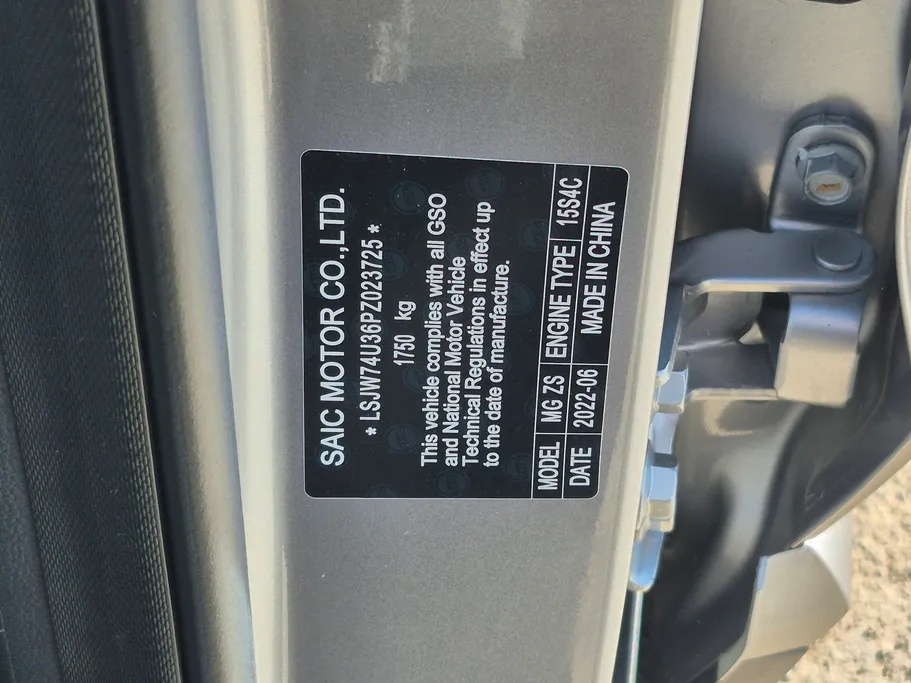 SAIC MOTOR CO.,LTD.
* LSJW74U36PZ023725 *
1750 kg
This vehicle complies with all GSO
and National Motor Vehicle
Technical Regulations in effect up
to the date of manufacture.
MODEL MG ZS ENGINE TYPE 15S4C
DATE 2022-06 MADE IN CHINA